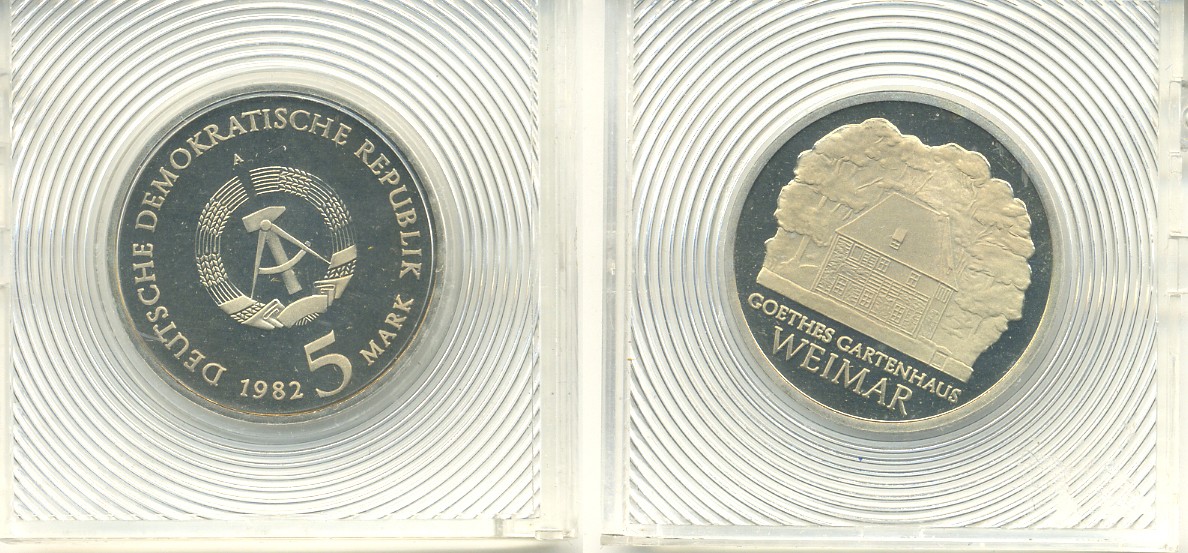 DEUTSCHE DEMOKRATISCHE REPUBLIK
A
1982 5 MARK
GOETHES GARTENHAUS
WEIMAR